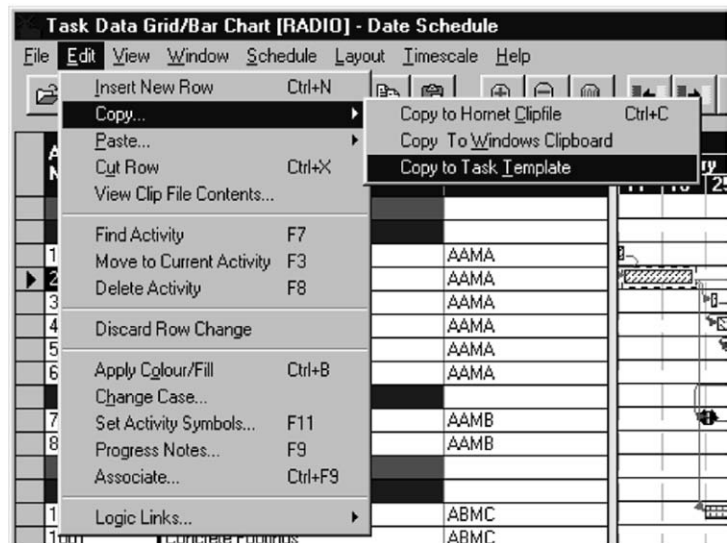 Task Data Grid/Bar Chart [RADIO] - Date Schedule
File Edit View Window Schedule Layout Timescale Help
Insert New Row Ctrl+N
Copy...
Paste...
Cut Row Ctrl+X
View Clip File Contents...
Find Activity F7
Move to Current Activity F3
Delete Activity F8
Discard Row Change
Apply Colour/Fill Ctrl+B
Change Case...
Set Activity Symbols... F11
Progress Notes... F9
Associate... Ctrl+F9
Logic Links...
Copy to Hornet Clipfile Ctrl+C
Copy To Windows Clipboard
Copy to Task Template
1 AAMA
2 AAMA
3 AAMA
4 AAMA
5 AAMA
6 AAMA
7 AAMB
8 AAMB
1 ABMC
Concrete Footings ABMC